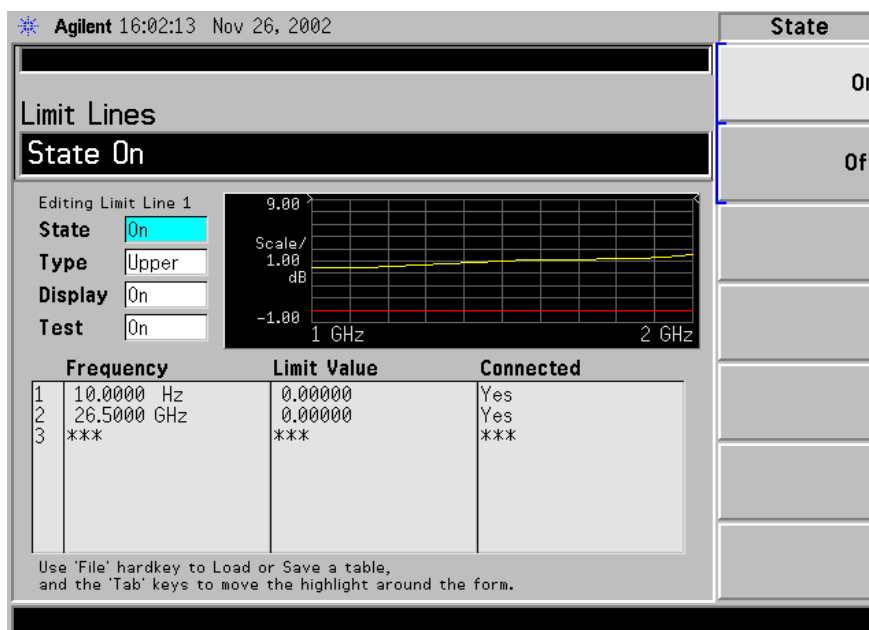 Agilent 16:02:13 Nov 26, 2002
State
On
Limit Lines
State On
Of
Editing Limit Line 1
State On
Type Upper
Display On
Test On
9.00
Scale/
1.00
dB
-1.00
1 GHz 2 GHz
Frequency Limit Value Connected
1 10.0000 Hz 0.00000 Yes
2 26.5000 GHz 0.00000 Yes
3 *** *** ***
Use 'File' hardkey to Load or Save a table,
and the 'Tab' keys to move the highlight around the form.